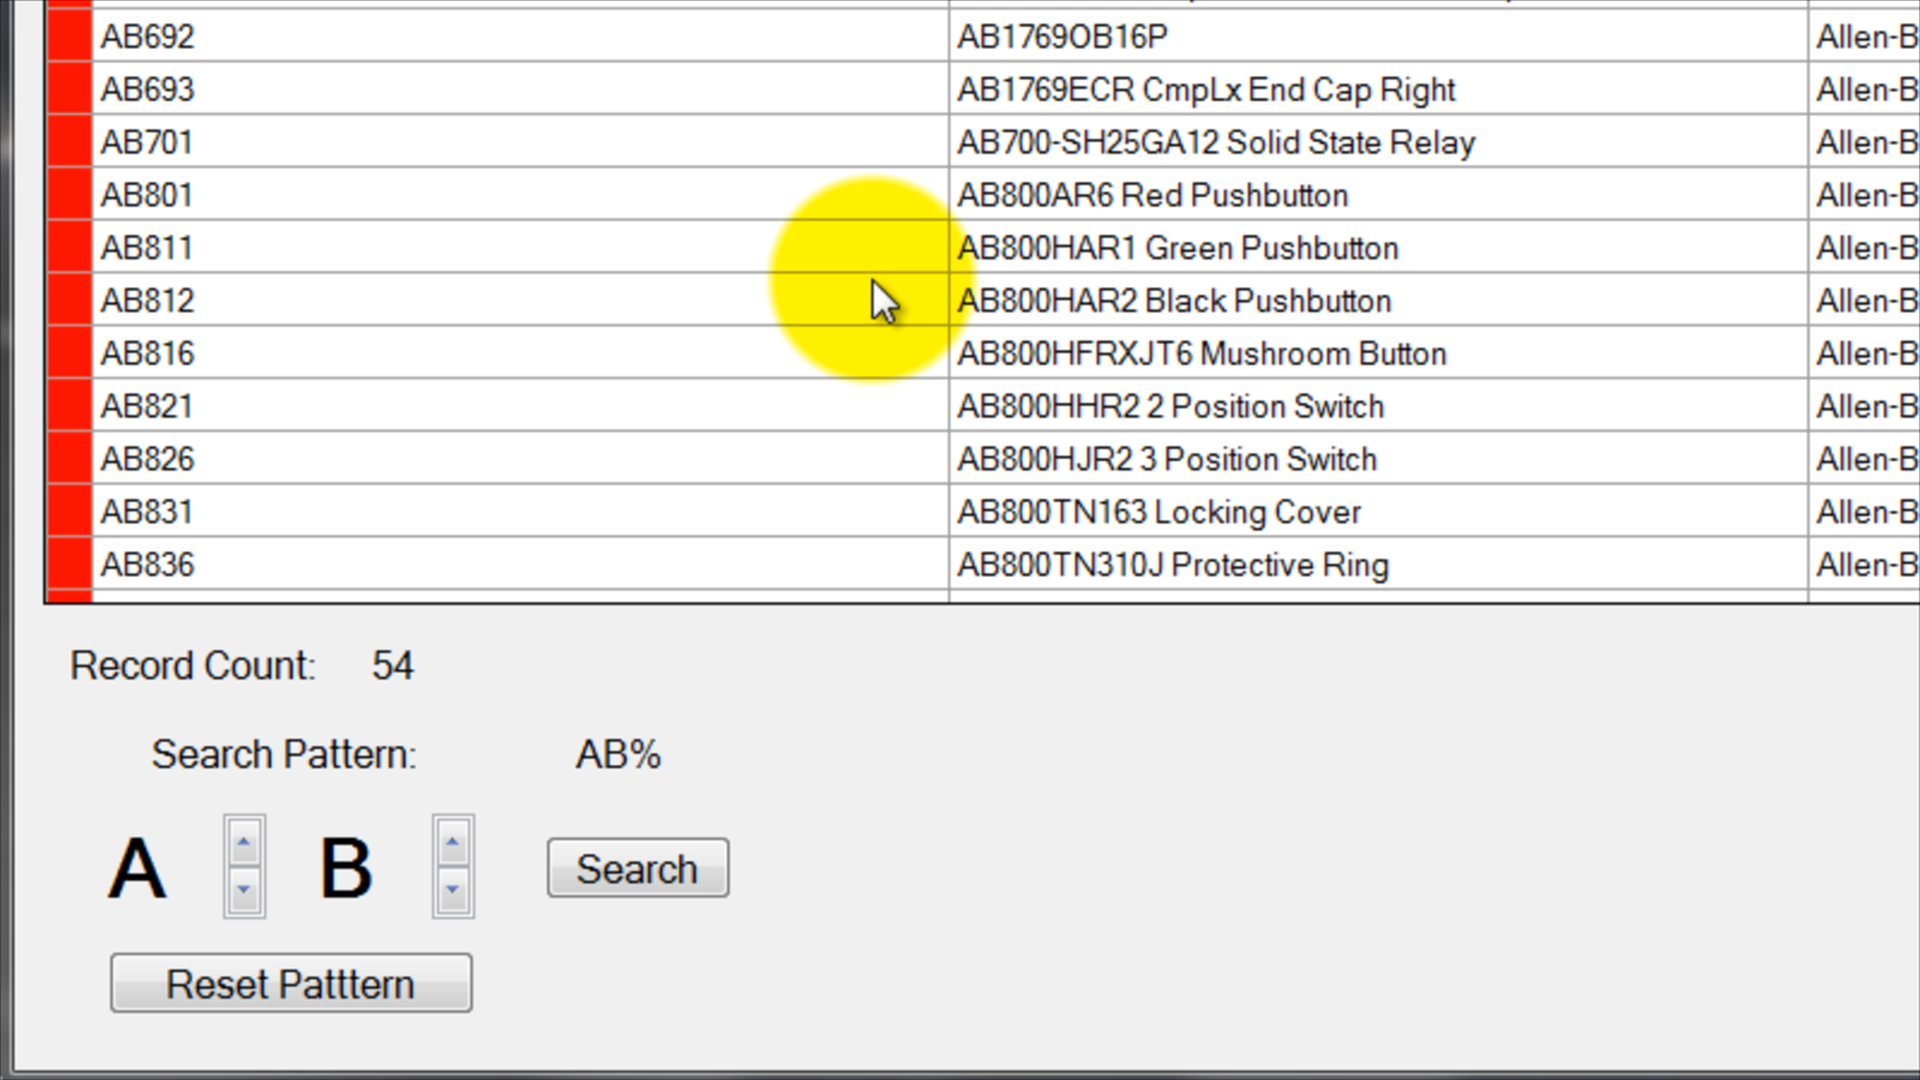 AB692 AB1769OB16P Allen-B
AB693 AB1769ECR CmpLx End Cap Right Allen-B
AB701 AB700-SH25GA12 Solid State Relay Allen-B
AB801 AB800AR6 Red Pushbutton Allen-B
AB811 AB800HAR1 Green Pushbutton Allen-B
AB812 AB800HAR2 Black Pushbutton Allen-B
AB816 AB800HFRXJT6 Mushroom Button Allen-B
AB821 AB800HHR2 2 Position Switch Allen-B
AB826 AB800HJR2 3 Position Switch Allen-B
AB831 AB800TN163 Locking Cover Allen-B
AB836 AB800TN310J Protective Ring Allen-B
Record Count: 54
Search Pattern: AB%
A B Search
Reset Patttern